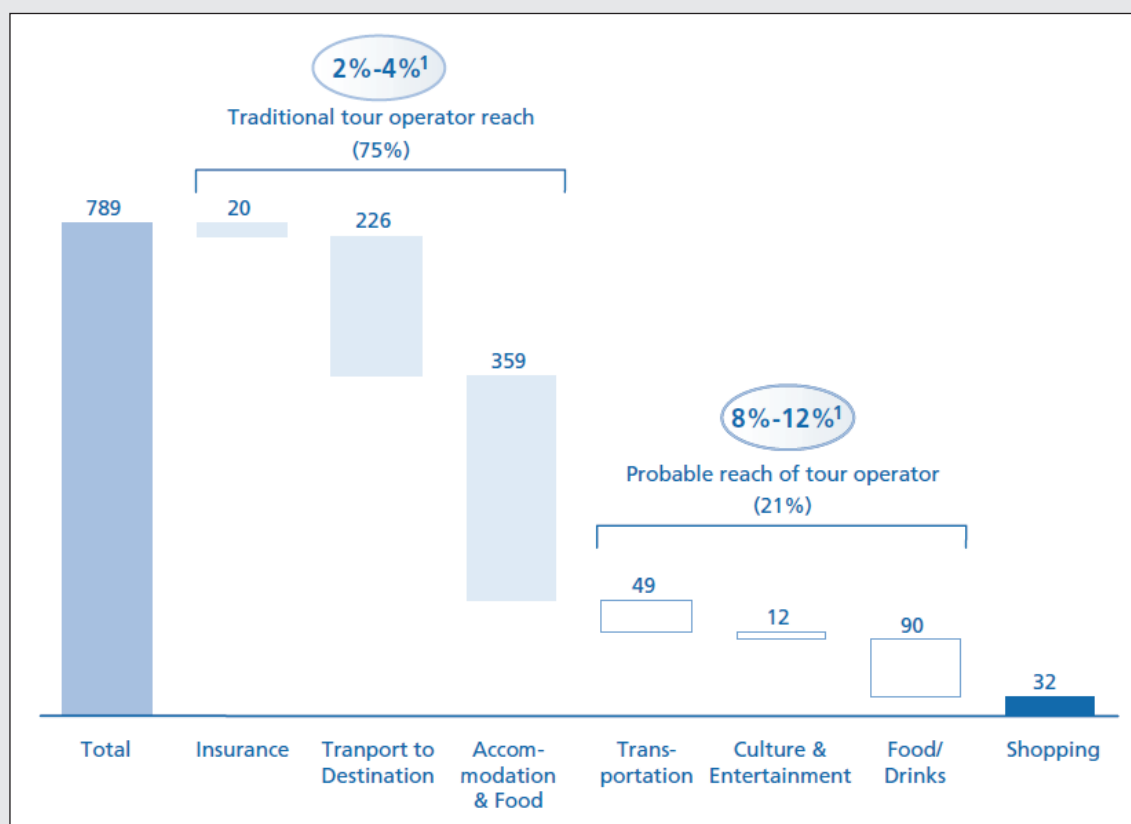 2%-4%¹
Traditional tour operator reach
(75%)
789
20
226
359
8%-12%¹
Probable reach of tour operator
(21%)
49
12
90
32
Total
Insurance
Tranport to
Destination
Accom-
modation
& Food
Trans-
portation
Culture &
Entertainment
Food/
Drinks
Shopping